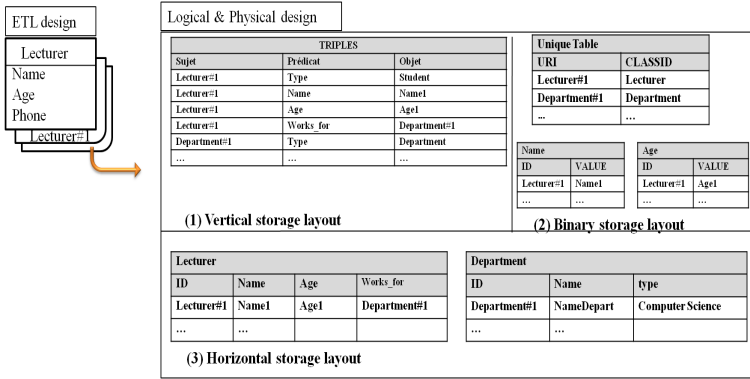 ETL design
Lecturer
Name
Age
Phone
Lecturer#1
Logical & Physical design
TRIPLES
Sujet Prédicat Objet
Lecturer#1 Type Student
Lecturer#1 Name Name1
Lecturer#1 Age Age1
Lecturer#1 Works_for Department#1
Department#1 Type Department
... ... ...
(1) Vertical storage layout
Unique Table
URI CLASSID
Lecturer#1 Lecturer
Department#1 Department
... ...
Name
ID VALUE
Lecturer#1 Name1
... ...
Age
ID VALUE
Lecturer#1 Age1
... ...
(2) Binary storage layout
Lecturer
ID Name Age Works_for
Lecturer#1 Name1 Age1 Department#1
... ...
Department
ID Name type
Department#1 NameDepart Computer Science
... ...
(3) Horizontal storage layout